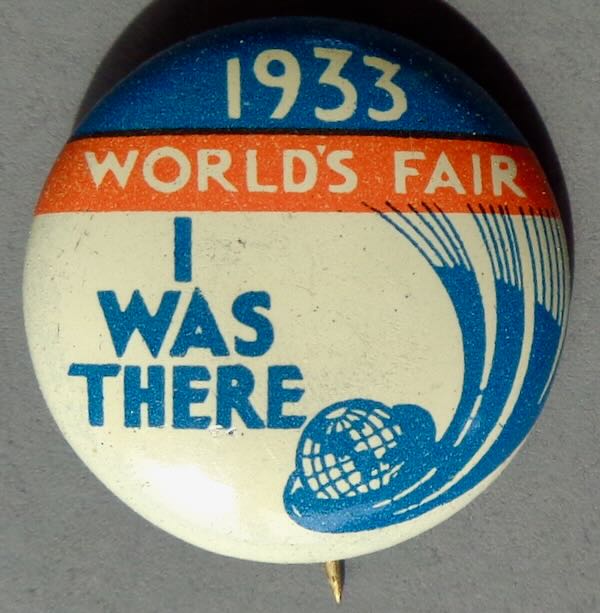 1933
WORLD'S FAIR
I
WAS
THERE